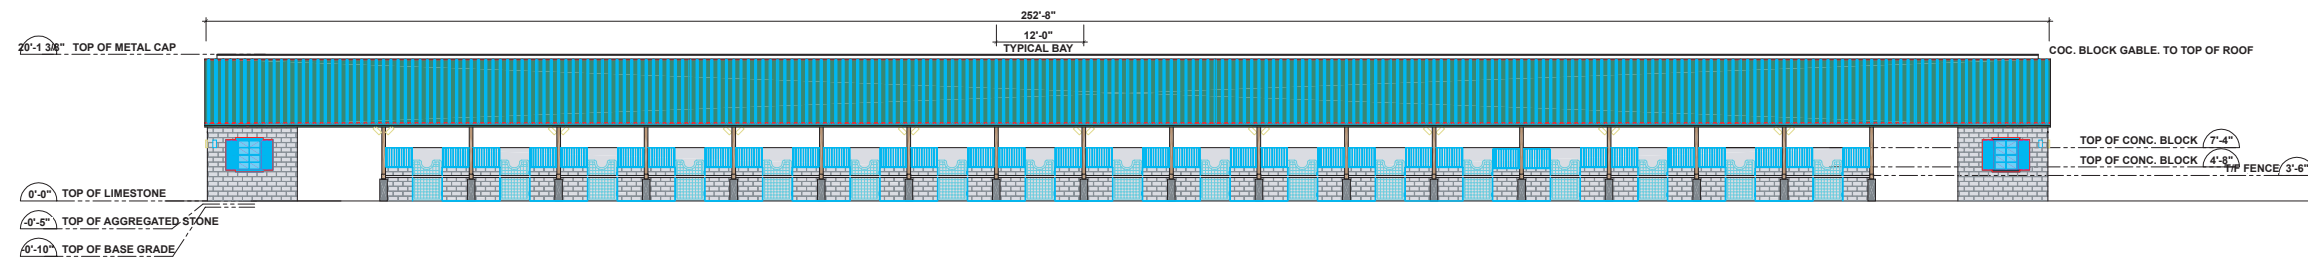 252'-8"
12'-0"
TYPICAL BAY
20'-1 3/8" TOP OF METAL CAP
COC. BLOCK GABLE. TO TOP OF ROOF
TOP OF CONC. BLOCK 7'-4"
TOP OF CONC. BLOCK 4'-8"
T/F FENCE 3'-6"
0'-0" TOP OF LIMESTONE
-0'-5" TOP OF AGGREGATED STONE
-0'-10" TOP OF BASE GRADE